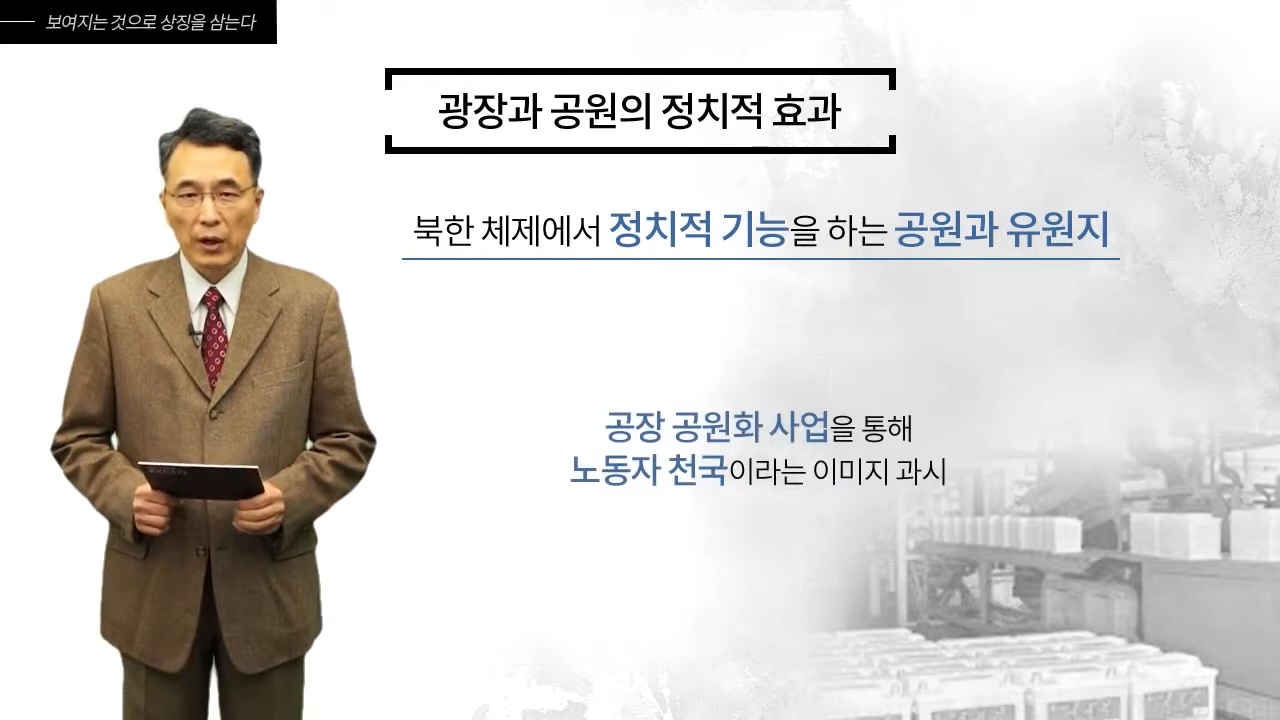 보여지는 것으로 상징을 삼는다
광장과 공원의 정치적 효과
북한 체제에서 정치적 기능을 하는 공원과 유원지
공장 공원화 사업을 통해
노동자 천국이라는 이미지 과시